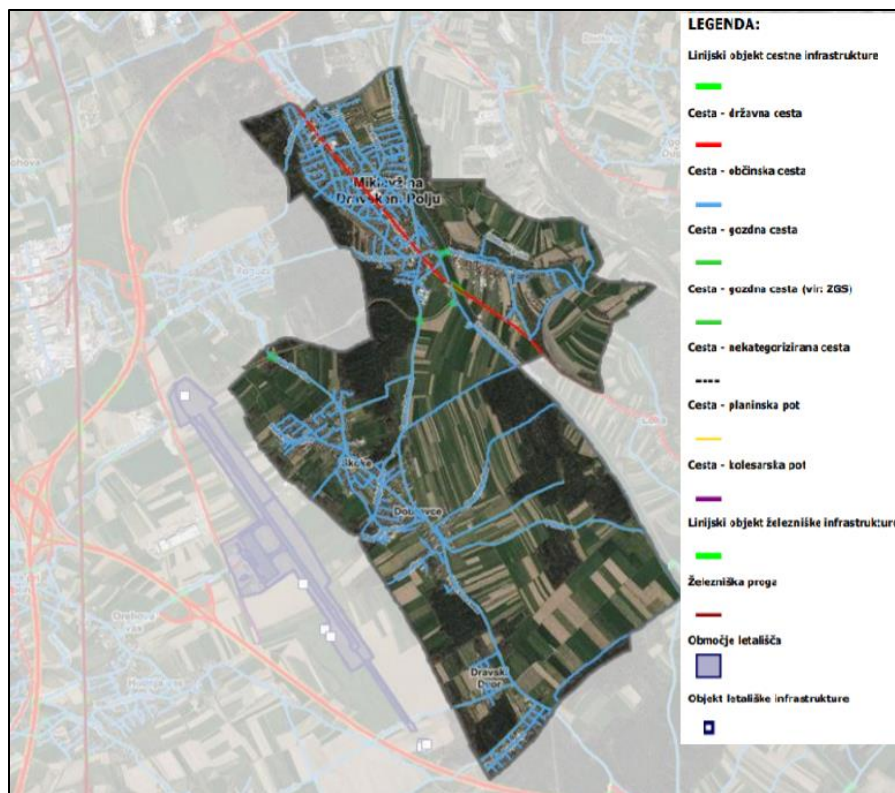 Miklavž na
Dravskem Polju
Skoke
Dobrovce
Dravski
Dvor
LEGENDA:
Linijski objekt cestne infrastrukture
Cesta - državna cesta
Cesta - občinska cesta
Cesta - gozdna cesta
Cesta - gozdna cesta (vir: ZGS)
Cesta - nekategorizirana cesta
Cesta - planinska pot
Cesta - kolesarska pot
Linijski objekt železniške infrastrukture
Železniška proga
Območje letališča
Objekt letališke infrastrukture